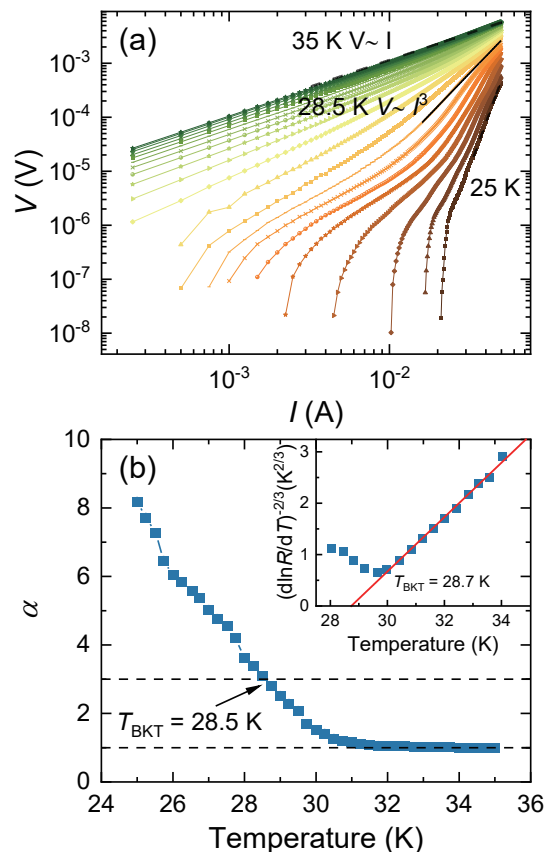 (a)
35 K V~ I
28.5 K V~ I³
25 K
V (V)
10⁻³
10⁻⁴
10⁻⁵
10⁻⁶
10⁻⁷
10⁻⁸
10⁻³ 10⁻²
I (A)
(b)
α
10
8
6
4
2
0
T_BKT = 28.5 K
24 26 28 30 32 34 36
Temperature (K)
(dlnR/dT)⁻²/³(K²/³)
3
2
1
0
T_BKT = 28.7 K
28 30 32 34
Temperature (K)